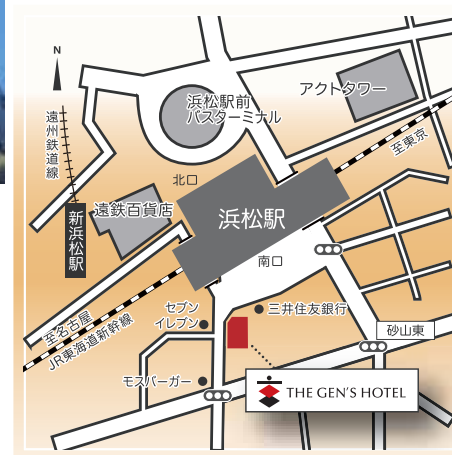 N
遠州鉄道線
新浜松駅
浜松駅前
バスターミナル
アクトタワー
至東京
北口
遠鉄百貨店
浜松駅
南口
至名古屋
JR東海道新幹線
セブン
イレブン
三井住友銀行
砂山東
モスバーガー
THE GEN'S HOTEL